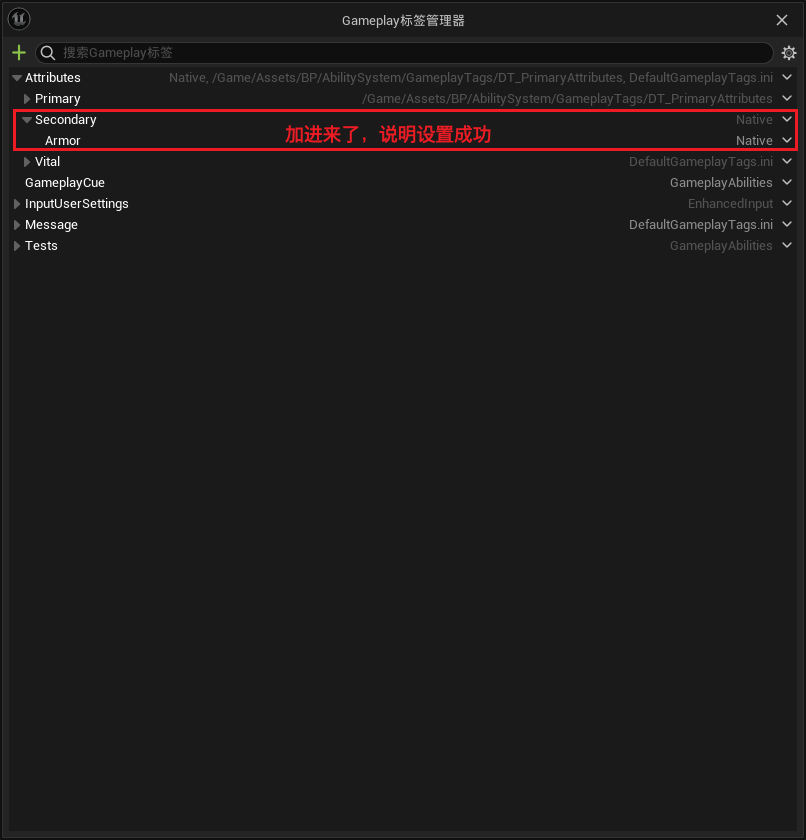 Gameplay标签管理器
搜索Gameplay标签
Attributes Native, /Game/Assets/BP/AbilitySystem/GameplayTags/DT_PrimaryAttributes, DefaultGameplayTags.ini
Primary /Game/Assets/BP/AbilitySystem/GameplayTags/DT_PrimaryAttributes
Secondary Native
加进来了，说明设置成功
Armor Native
Vital DefaultGameplayTags.ini
GameplayCue GameplayAbilities
InputUserSettings EnhancedInput
Message DefaultGameplayTags.ini
Tests GameplayAbilities